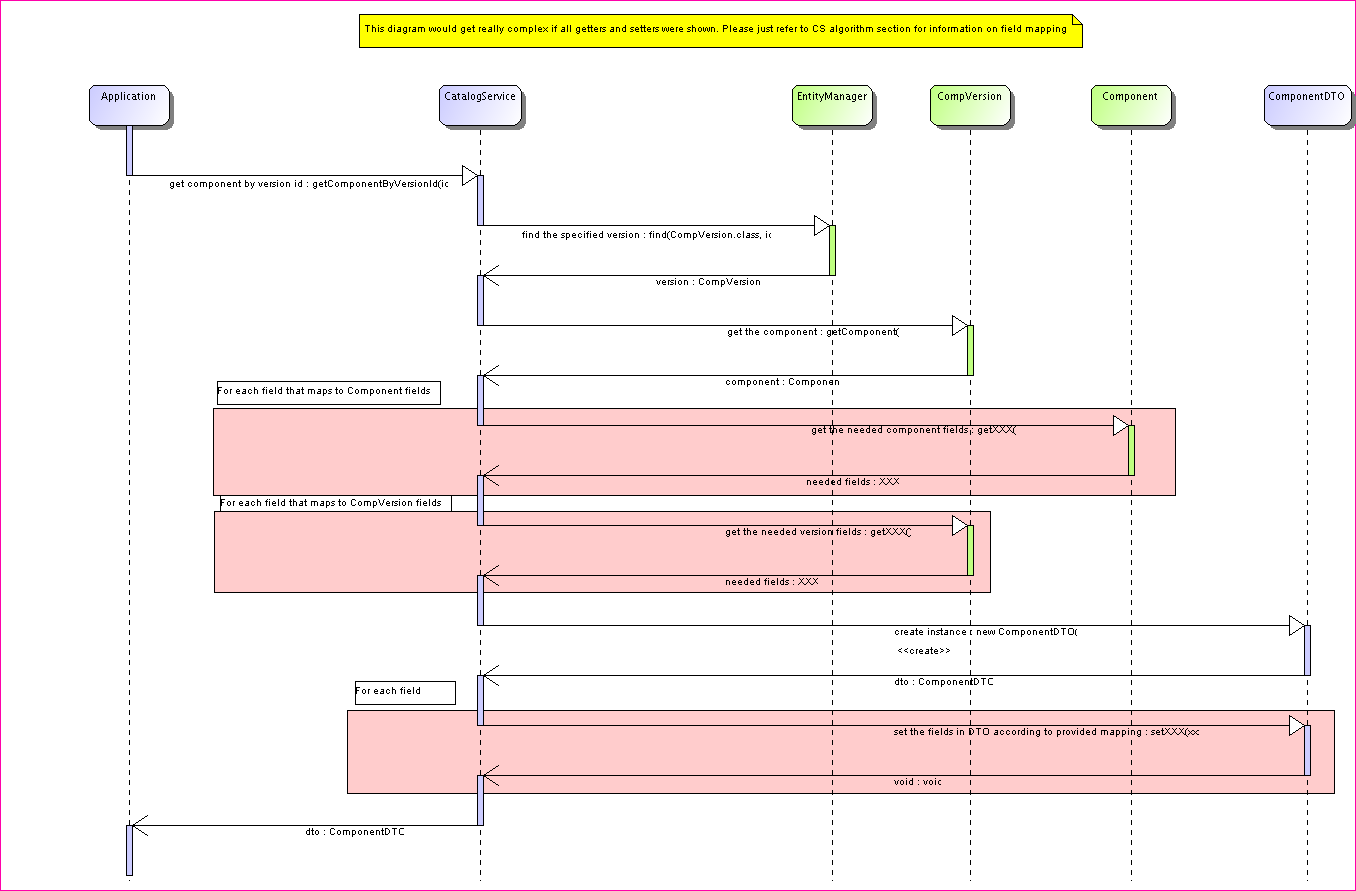 This diagram would get really complex if all getters and setters were shown. Please just refer to CS algorithm section for information on field mapping
Application
CatalogService
EntityManager
CompVersion
Component
ComponentDTO
get component by version id : getComponentByVersionId(ic
find the specified version : find(CompVersion.class, ic
version : CompVersion
get the component : getComponent(
component : Componen
For each field that maps to Component fields
get the needed component fields : getXXX(
needed fields : XXX
For each field that maps to CompVersion fields
get the needed version fields : getXXX(
needed fields : XXX
create instance : new ComponentDTO(
<<create>>
dto : ComponentDTC
For each field
set the fields in DTO according to provided mapping : setXXX(xx
void : voic
dto : ComponentDTC